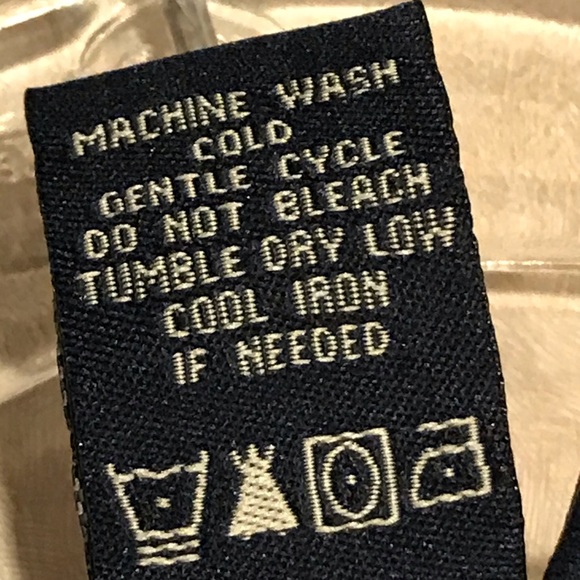 MACHINE WASH
COLD
GENTLE CYCLE
DO NOT BLEACH
TUMBLE DRY LOW
COOL IRON
IF NEEDED